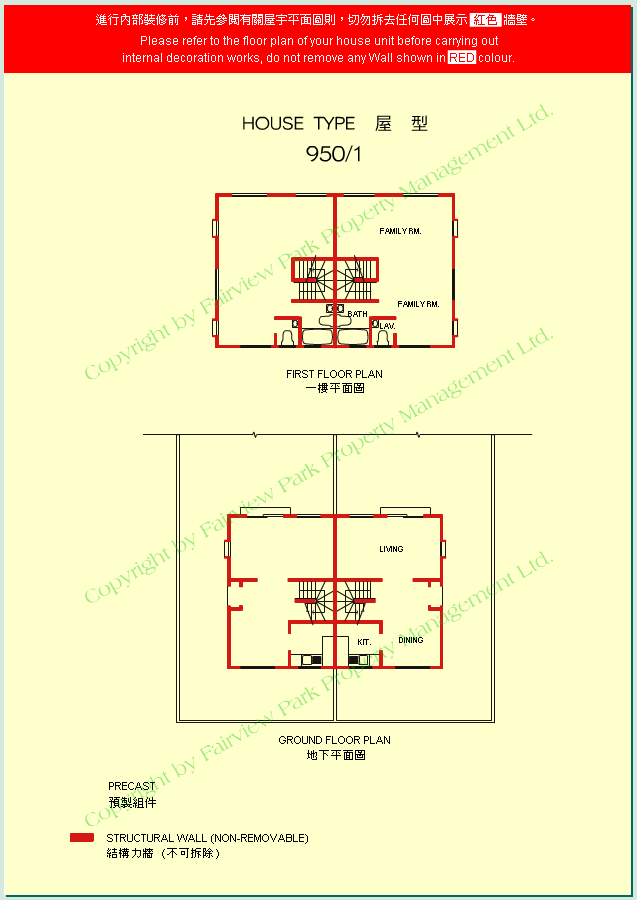 進行內部裝修前，請先參閱有關屋宇平面圖則，切勿拆去任何圖中展示 紅色 牆壁。
Please refer to the floor plan of your house unit before carrying out
internal decoration works, do not remove any Wall shown in RED colour.
HOUSE TYPE 屋 型
950/1
Copyright by Fairview Park Property Management Ltd.
FAMILY RM.
FAMILY RM.
BATH
LAV.
FIRST FLOOR PLAN
一樓平面圖
Copyright by Fairview Park Property Management Ltd.
LIVING
KIT.
DINING
Copyright by Fairview Park Property Management Ltd.
GROUND FLOOR PLAN
地下平面圖
PRECAST
預製組件
STRUCTURAL WALL (NON-REMOVABLE)
結構力牆 (不可拆除)